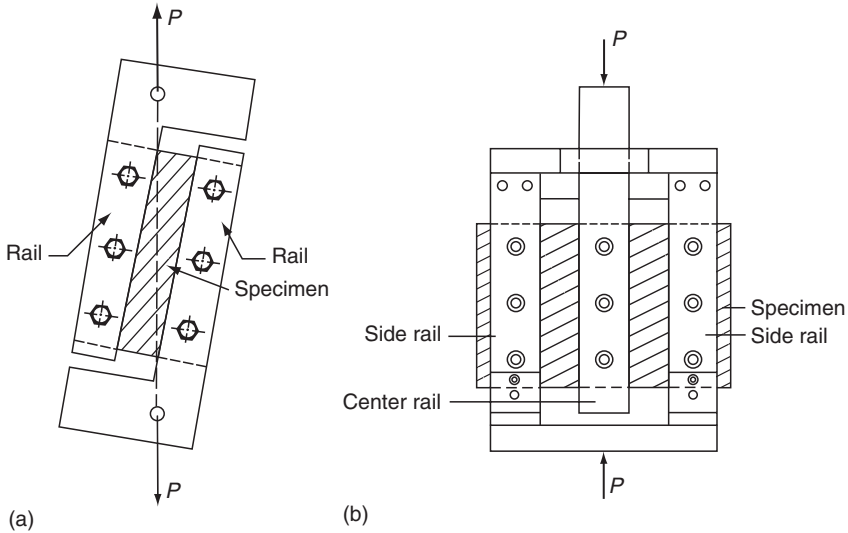 P
Rail
Rail
Specimen
P
(a)
P
Specimen
Side rail
Side rail
Center rail
P
(b)